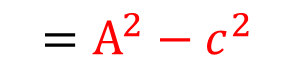 = A² − c²